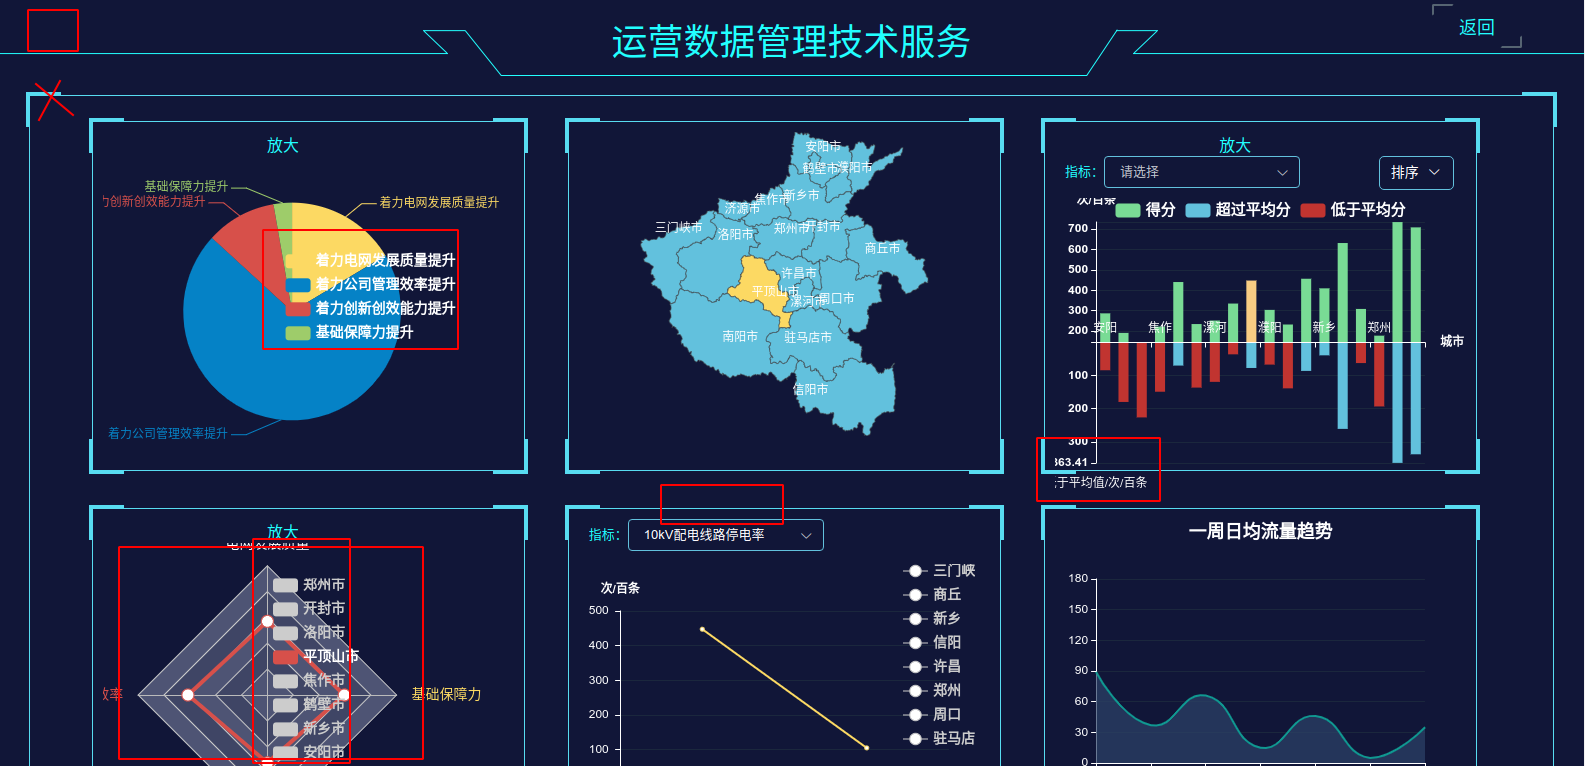 运营数据管理技术服务
返回
放大
基础保障力提升
力创新创效能力提升
着力电网发展质量提升
着力电网发展质量提升
着力公司管理效率提升
着力创新创效能力提升
基础保障力提升
着力公司管理效率提升
安阳市
鹤壁市
濮阳市
新乡市
焦作市
济源市
三门峡市
洛阳市
郑州市
开封市
商丘市
许昌市
平顶山市
漯河市
周口市
南阳市
驻马店市
信阳市
放大
指标:
请选择
排序
次/百条
得分
超过平均分
低于平均分
700
600
500
400
300
200
安阳
焦作
漯河
濮阳
新乡
郑州
城市
100
200
300
363.41
于平均值/次/百条
放大
电网发展质量
郑州市
开封市
洛阳市
平顶山市
焦作市
鹤壁市
新乡市
安阳市
效率
基础保障力
指标:
10kV配电线路停电率
次/百条
500
400
300
200
100
三门峡
商丘
新乡
信阳
许昌
郑州
周口
驻马店
一周日均流量趋势
180
150
120
90
60
30
0